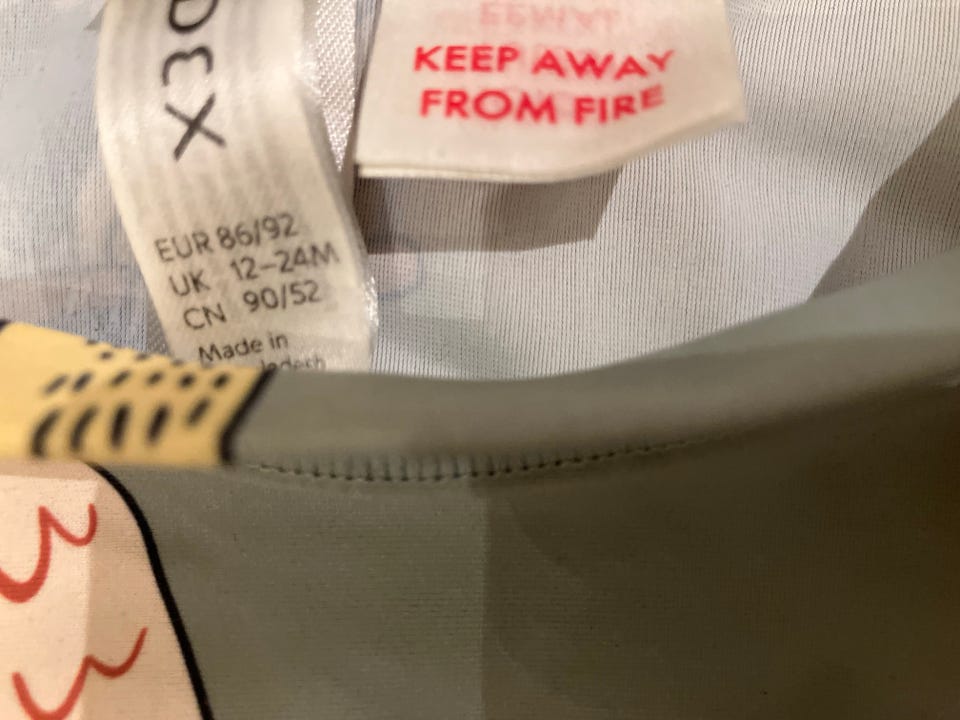 KEEP AWAY
FROM FIRE
EUR 86/92
UK 12–24M
CN 90/52
Made in